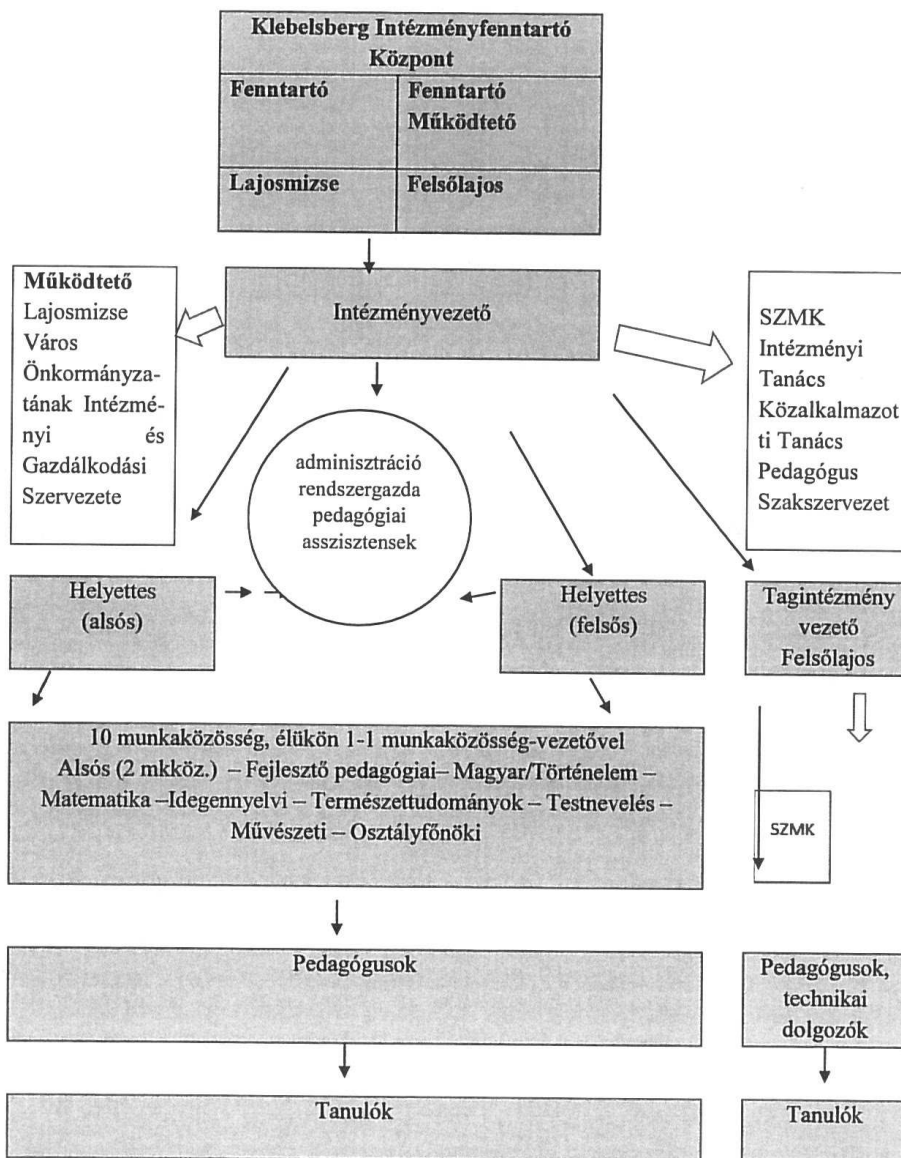 Klebelsberg Intézményfenntartó
Központ
Fenntartó
Fenntartó
Működtető
Lajosmizse
Felsőlajos
Működtető
Lajosmizse
Város
Önkormányza-
tának Intézmé-
nyi és
Gazdálkodási
Szervezete
Intézményvezető
SZMK
Intézményi
Tanács
Közalkalmazot
ti Tanács
Pedagógus
Szakszervezet
adminisztráció
rendszergazda
pedagógiai
asszisztensek
Helyettes
(alsós)
Helyettes
(felsős)
Tagintézmény
vezető
Felsőlajos
10 munkaközösség, élükön 1-1 munkaközösség-vezetővel
Alsós (2 mkköz.) – Fejlesztő pedagógiai– Magyar/Történelem –
Matematika –Idegennyelvi – Természettudományok – Testnevelés –
Művészeti – Osztályfőnöki
SZMK
Pedagógusok
Pedagógusok,
technikai
dolgozók
Tanulók
Tanulók